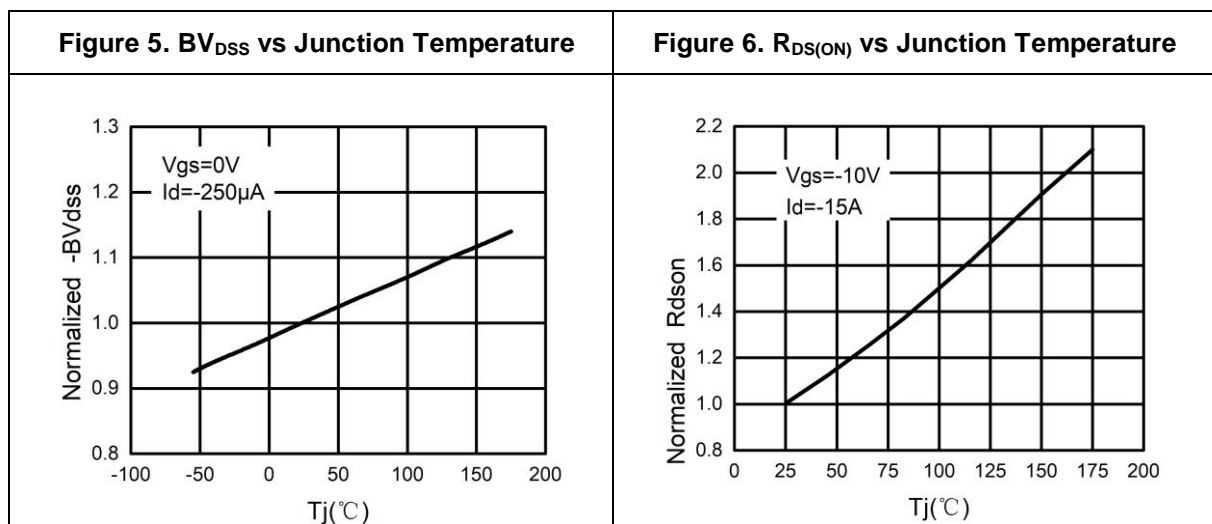 Figure 5. BVDSS vs Junction Temperature
Figure 6. RDS(ON) vs Junction Temperature
1.3
1.2
1.1
1.0
0.9
0.8
Normalized -BVdss
Vgs=0V
Id=-250μA
-100 -50 0 50 100 150 200
Tj(℃)
2.2
2.0
1.8
1.6
1.4
1.2
1.0
0.8
Normalized Rdson
Vgs=-10V
Id=-15A
0 25 50 75 100 125 150 175 200
Tj(℃)